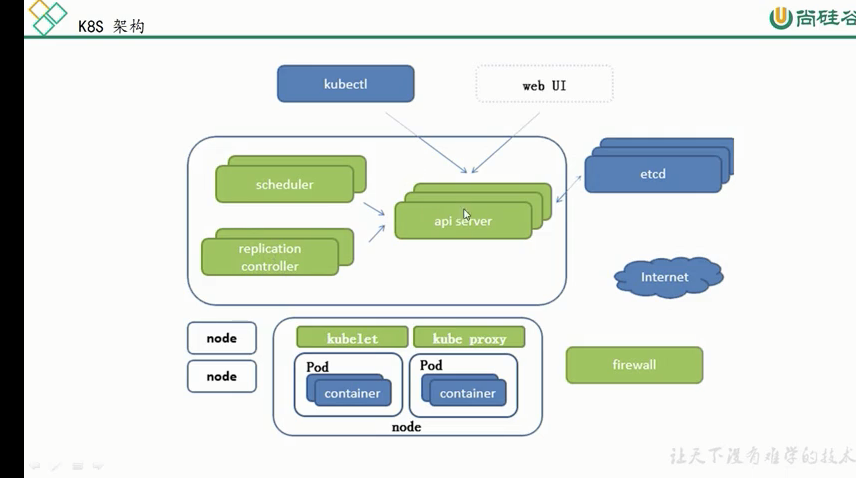 K8S 架构
尚硅谷
kubectl
web UI
scheduler
api server
etcd
replication
controller
Internet
node
node
kubelet
kube proxy
Pod
container
Pod
container
node
firewall
让天下没有难学的技术